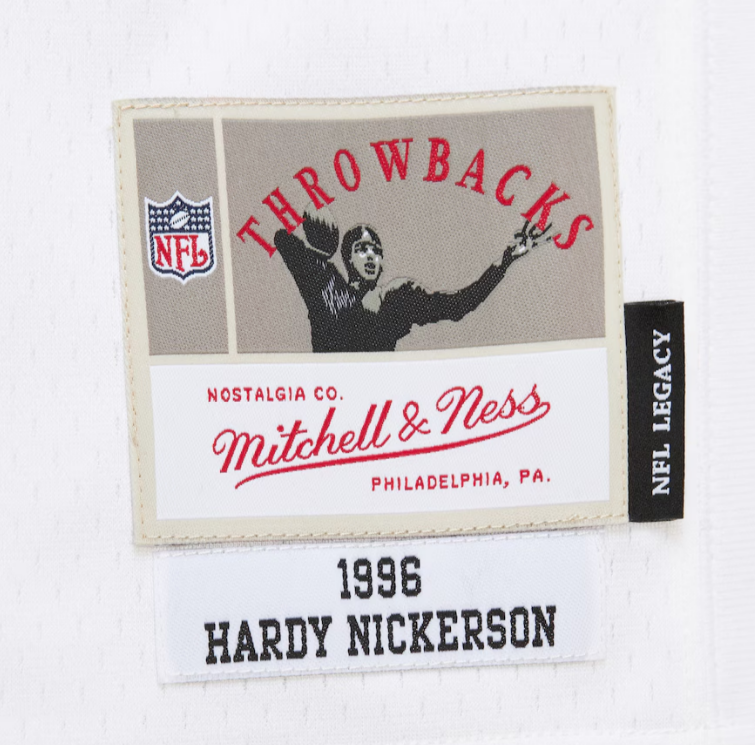 THROWBACKS
NFL
NOSTALGIA CO.
Mitchell & Ness
PHILADELPHIA, PA.
NFL LEGACY
1996
HARDY NICKERSON